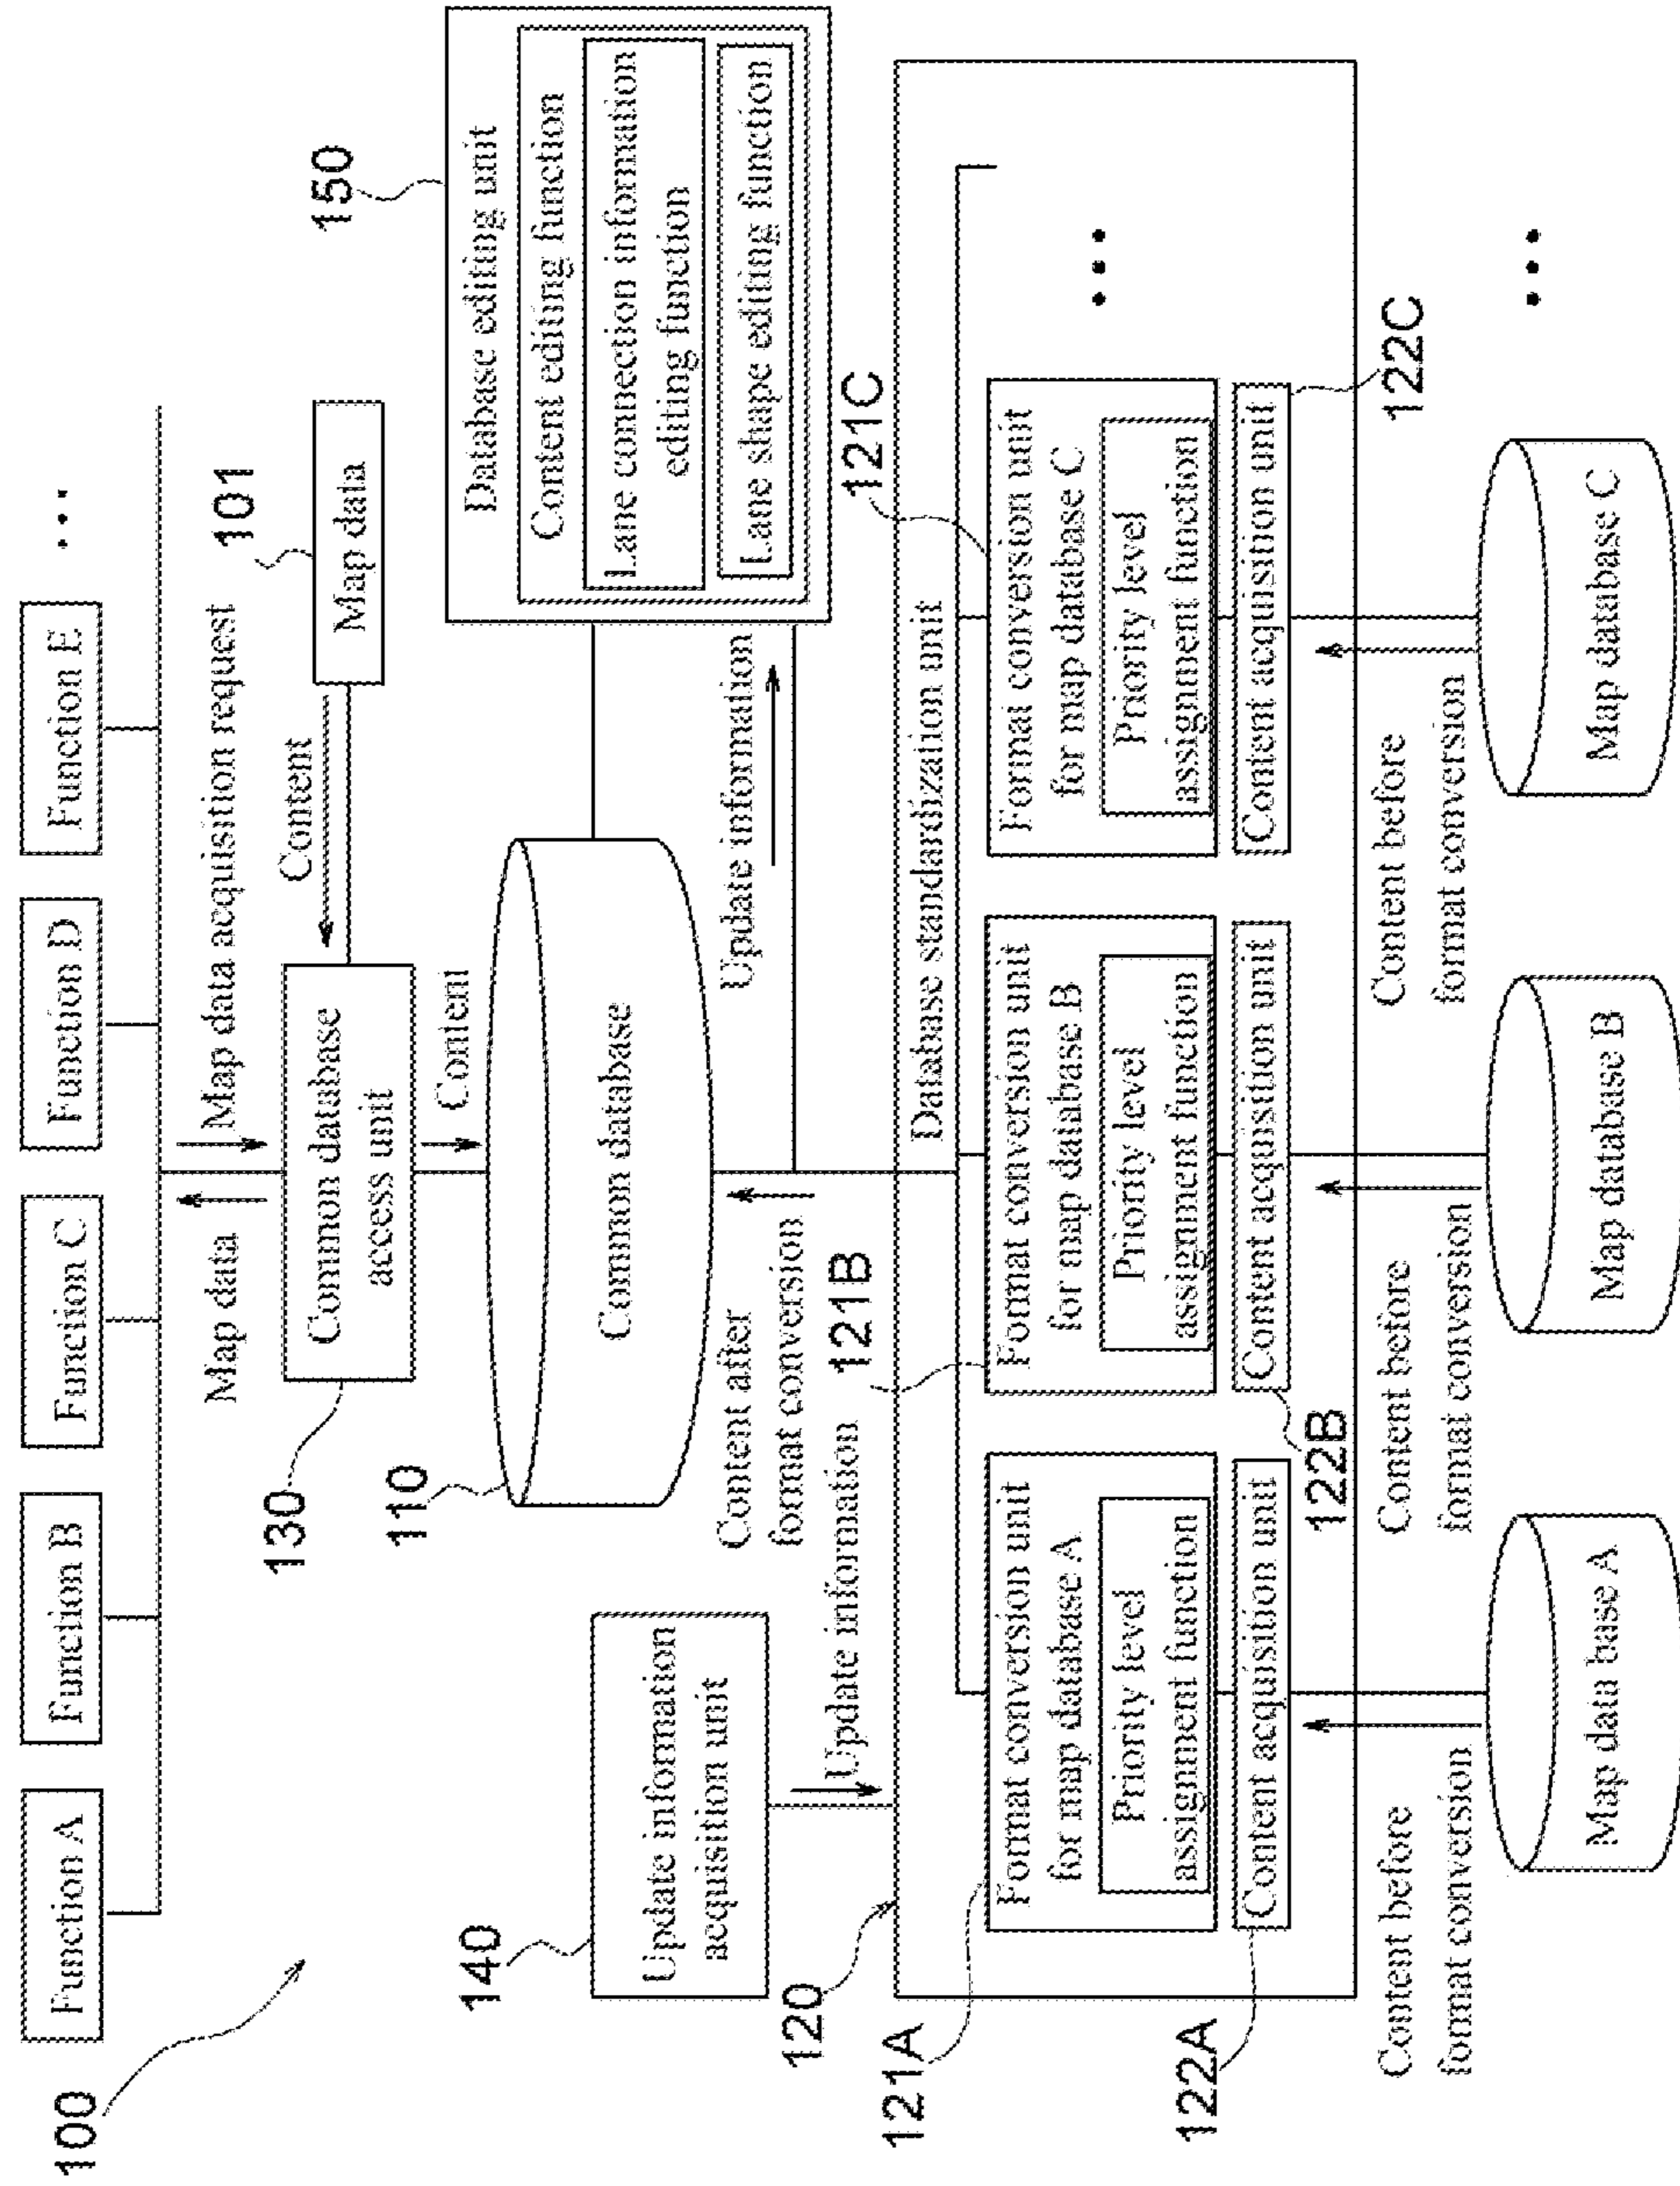 100
Function A
Function B
Function C
Function D
Function E
...
Map data
Map data acquisition request
101
130
Common database
access unit
Content
Map data
150
110
Content
Common database
Database editing unit
Content editing function
Lane connection information
editing function
Lane shape editing function
140
Update information
acquisition unit
Content after
format conversion
Update information
Update information
120
121A
121B
121C
Database standardization unit
Format conversion unit
for map database A
Priority level
assignment function
Content acquisition unit
Format conversion unit
for map database B
Priority level
assignment function
Content acquisition unit
Format conversion unit
for map database C
Priority level
assignment function
Content acquisition unit
...
122A
122B
122C
Content before
format conversion
Content before
format conversion
Content before
format conversion
Map data base A
Map database B
Map database C
...